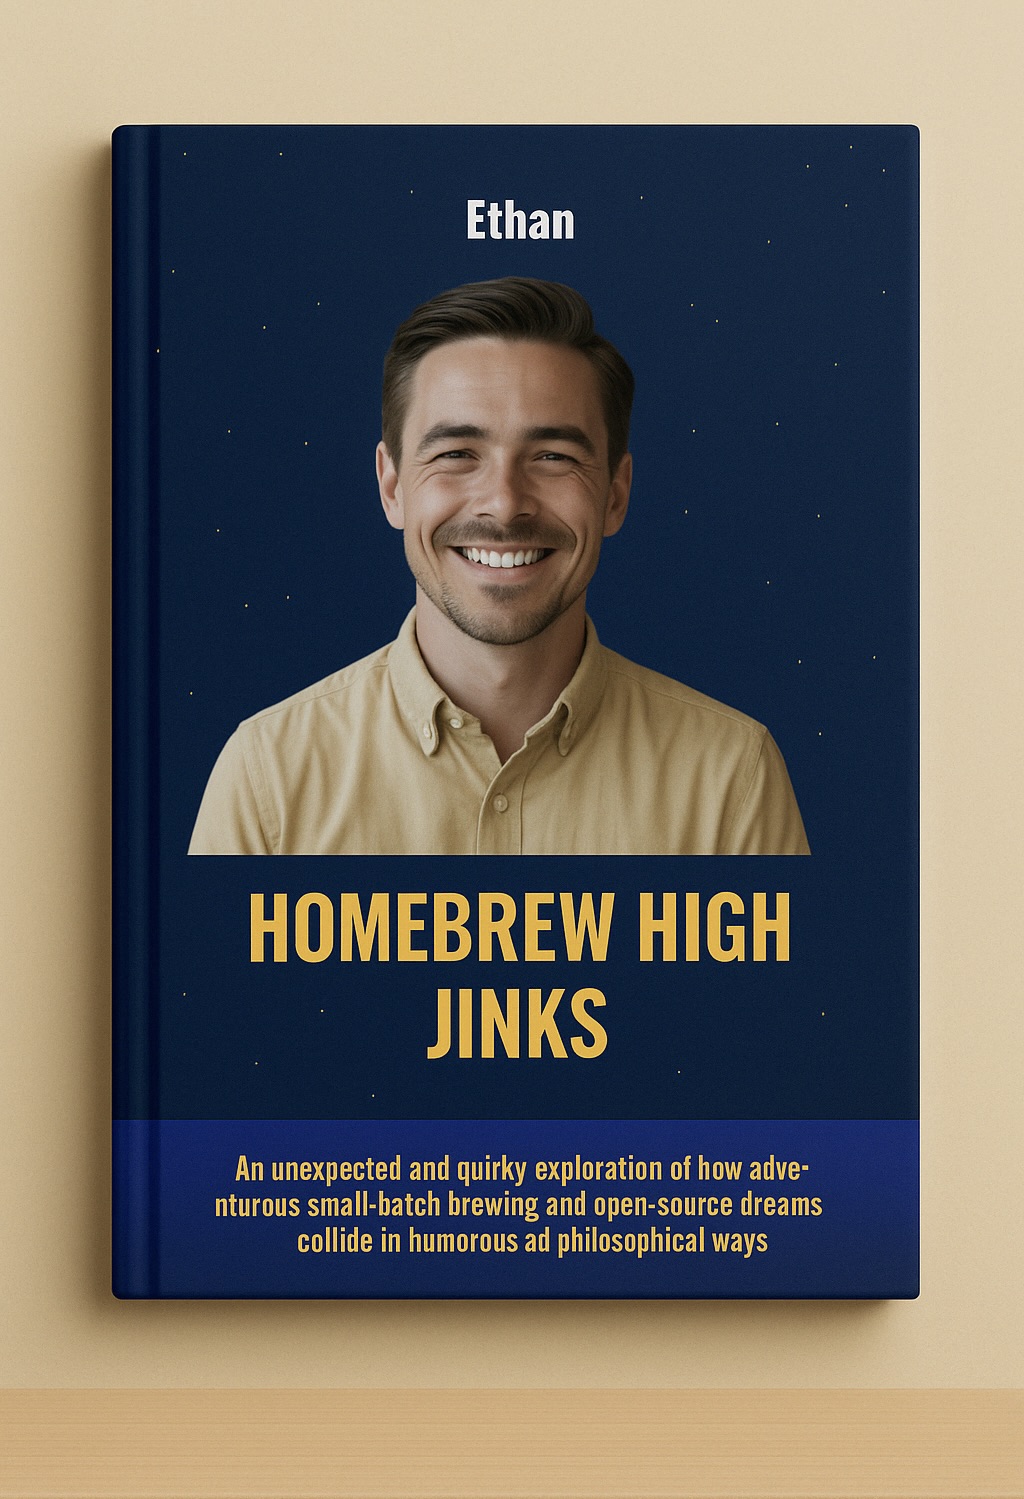 Ethan
HOMEBREW HIGH
JINKS
An unexpected and quirky exploration of how adve-
nturous small-batch brewing and open-source dreams
collide in humorous ad philosophical ways